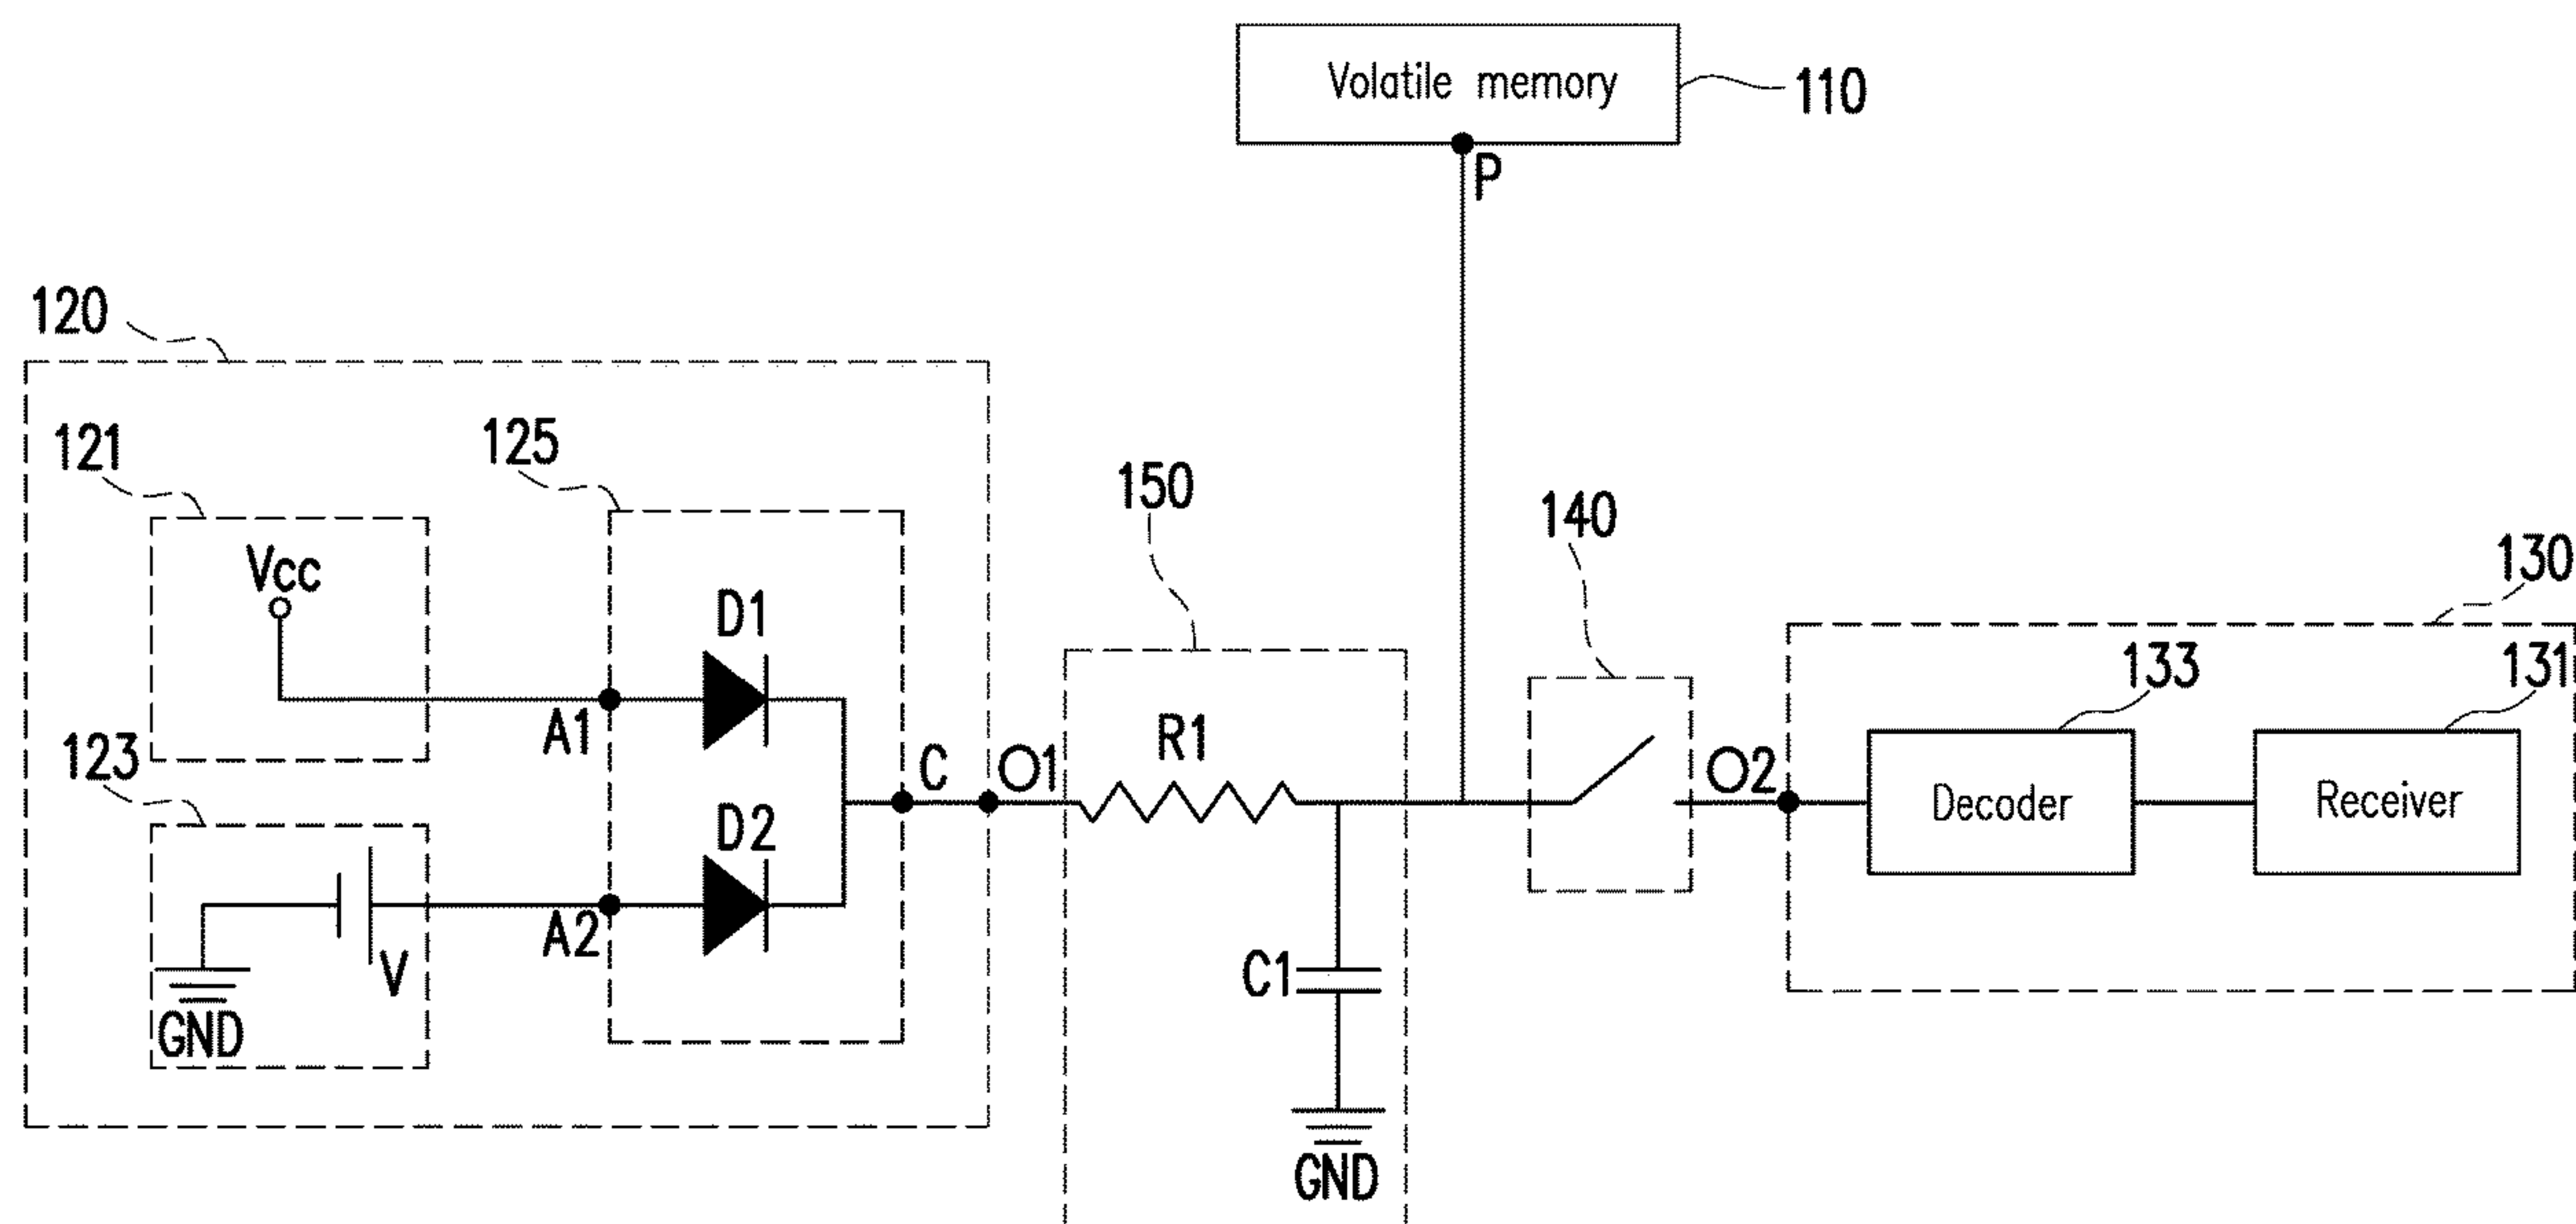 Volatile memory
110
P
120
121
125
150
140
130
Vcc
D1
133
131
A1
R1
123
C
O1
O2
Decoder
Receiver
D2
A2
V
C1
GND
GND